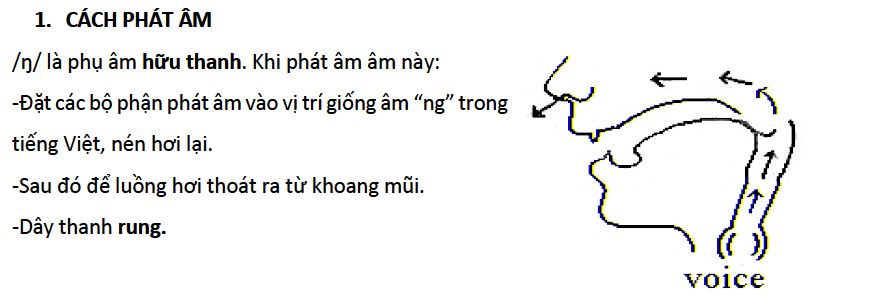 1. CÁCH PHÁT ÂM
/ŋ/ là phụ âm hữu thanh. Khi phát âm âm này:
-Đặt các bộ phận phát âm vào vị trí giống âm “ng” trong
tiếng Việt, nén hơi lại.
-Sau đó để luồng hơi thoát ra từ khoang mũi.
-Dây thanh rung.
voice